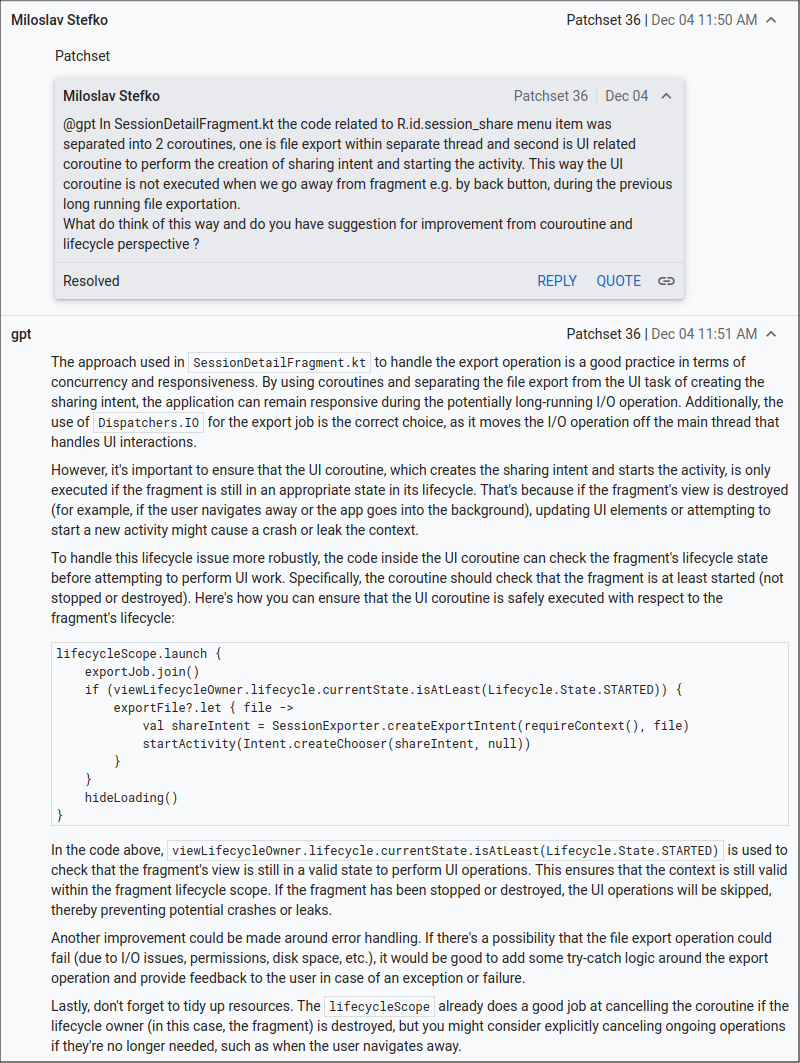 Miloslav Stefko Patchset 36 | Dec 04 11:50 AM
Patchset
Miloslav Stefko Patchset 36 Dec 04
@gpt In SessionDetailFragment.kt the code related to R.id.session_share menu item was
separated into 2 coroutines, one is file export within separate thread and second is UI related
coroutine to perform the creation of sharing intent and starting the activity. This way the UI
coroutine is not executed when we go away from fragment e.g. by back button, during the previous
long running file exportation.
What do think of this way and do you have suggestion for improvement from couroutine and
lifecycle perspective ?
Resolved REPLY QUOTE
gpt Patchset 36 | Dec 04 11:51 AM
The approach used in SessionDetailFragment.kt to handle the export operation is a good practice in terms of
concurrency and responsiveness. By using coroutines and separating the file export from the UI task of creating the
sharing intent, the application can remain responsive during the potentially long-running I/O operation. Additionally, the
use of Dispatchers.IO for the export job is the correct choice, as it moves the I/O operation off the main thread that
handles UI interactions.
However, it's important to ensure that the UI coroutine, which creates the sharing intent and starts the activity, is only
executed if the fragment is still in an appropriate state in its lifecycle. That's because if the fragment's view is destroyed
(for example, if the user navigates away or the app goes into the background), updating UI elements or attempting to
start a new activity might cause a crash or leak the context.
To handle this lifecycle issue more robustly, the code inside the UI coroutine can check the fragment's lifecycle state
before attempting to perform UI work. Specifically, the coroutine should check that the fragment is at least started (not
stopped or destroyed). Here's how you can ensure that the UI coroutine is safely executed with respect to the
fragment's lifecycle:
lifecycleScope.launch {
    exportJob.join()
    if (viewLifecycleOwner.lifecycle.currentState.isAtLeast(Lifecycle.State.STARTED)) {
        exportFile?.let { file ->
            val shareIntent = SessionExporter.createExportIntent(requireContext(), file)
            startActivity(Intent.createChooser(shareIntent, null))
        }
    }
    hideLoading()
}
In the code above, viewLifecycleOwner.lifecycle.currentState.isAtLeast(Lifecycle.State.STARTED) is used to
check that the fragment's view is still in a valid state to perform UI operations. This ensures that the context is still valid
within the fragment lifecycle scope. If the fragment has been stopped or destroyed, the UI operations will be skipped,
thereby preventing potential crashes or leaks.
Another improvement could be made around error handling. If there's a possibility that the file export operation could
fail (due to I/O issues, permissions, disk space, etc.), it would be good to add some try-catch logic around the export
operation and provide feedback to the user in case of an exception or failure.
Lastly, don't forget to tidy up resources. The lifecycleScope already does a good job at cancelling the coroutine if the
lifecycle owner (in this case, the fragment) is destroyed, but you might consider explicitly canceling ongoing operations
if they're no longer needed, such as when the user navigates away.